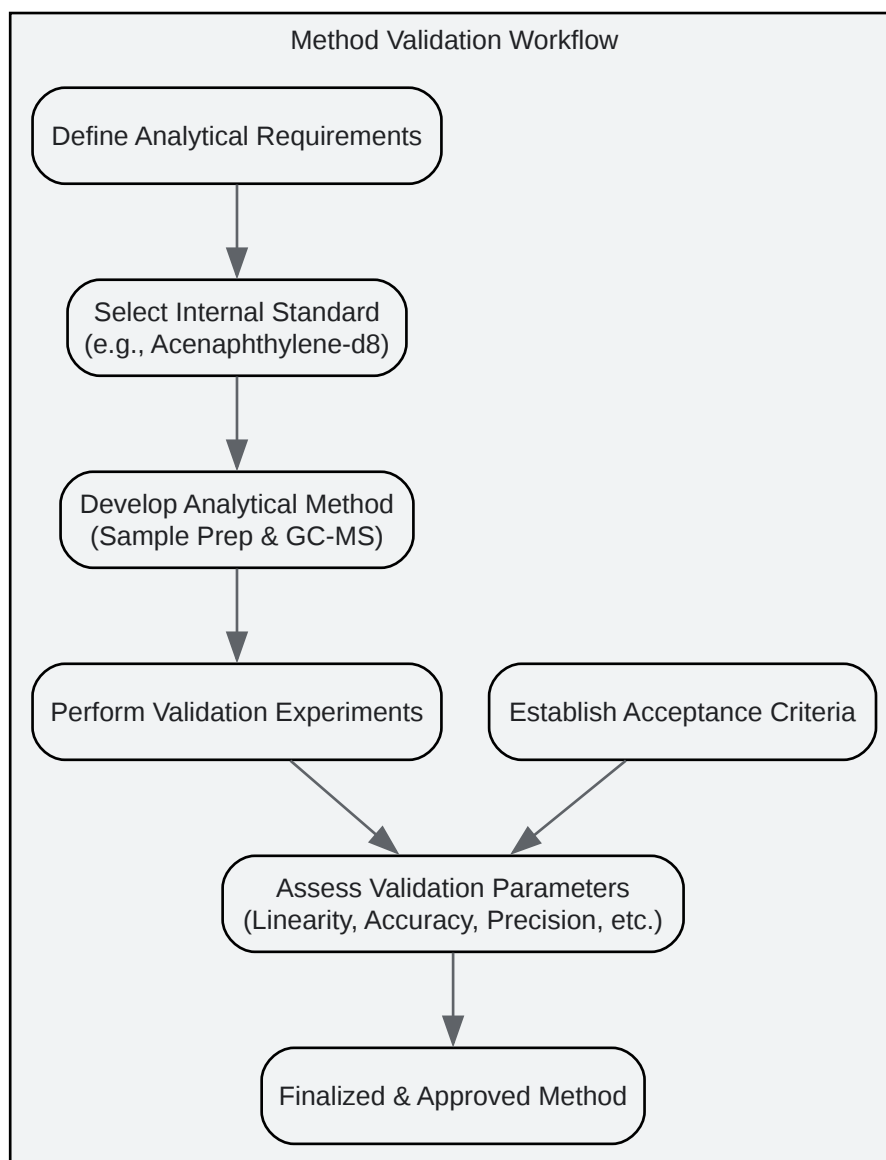 Method Validation Workflow
Define Analytical Requirements
Select Internal Standard
(e.g., Acenaphthylene-d8)
Develop Analytical Method
(Sample Prep & GC-MS)
Perform Validation Experiments
Establish Acceptance Criteria
Assess Validation Parameters
(Linearity, Accuracy, Precision, etc.)
Finalized & Approved Method